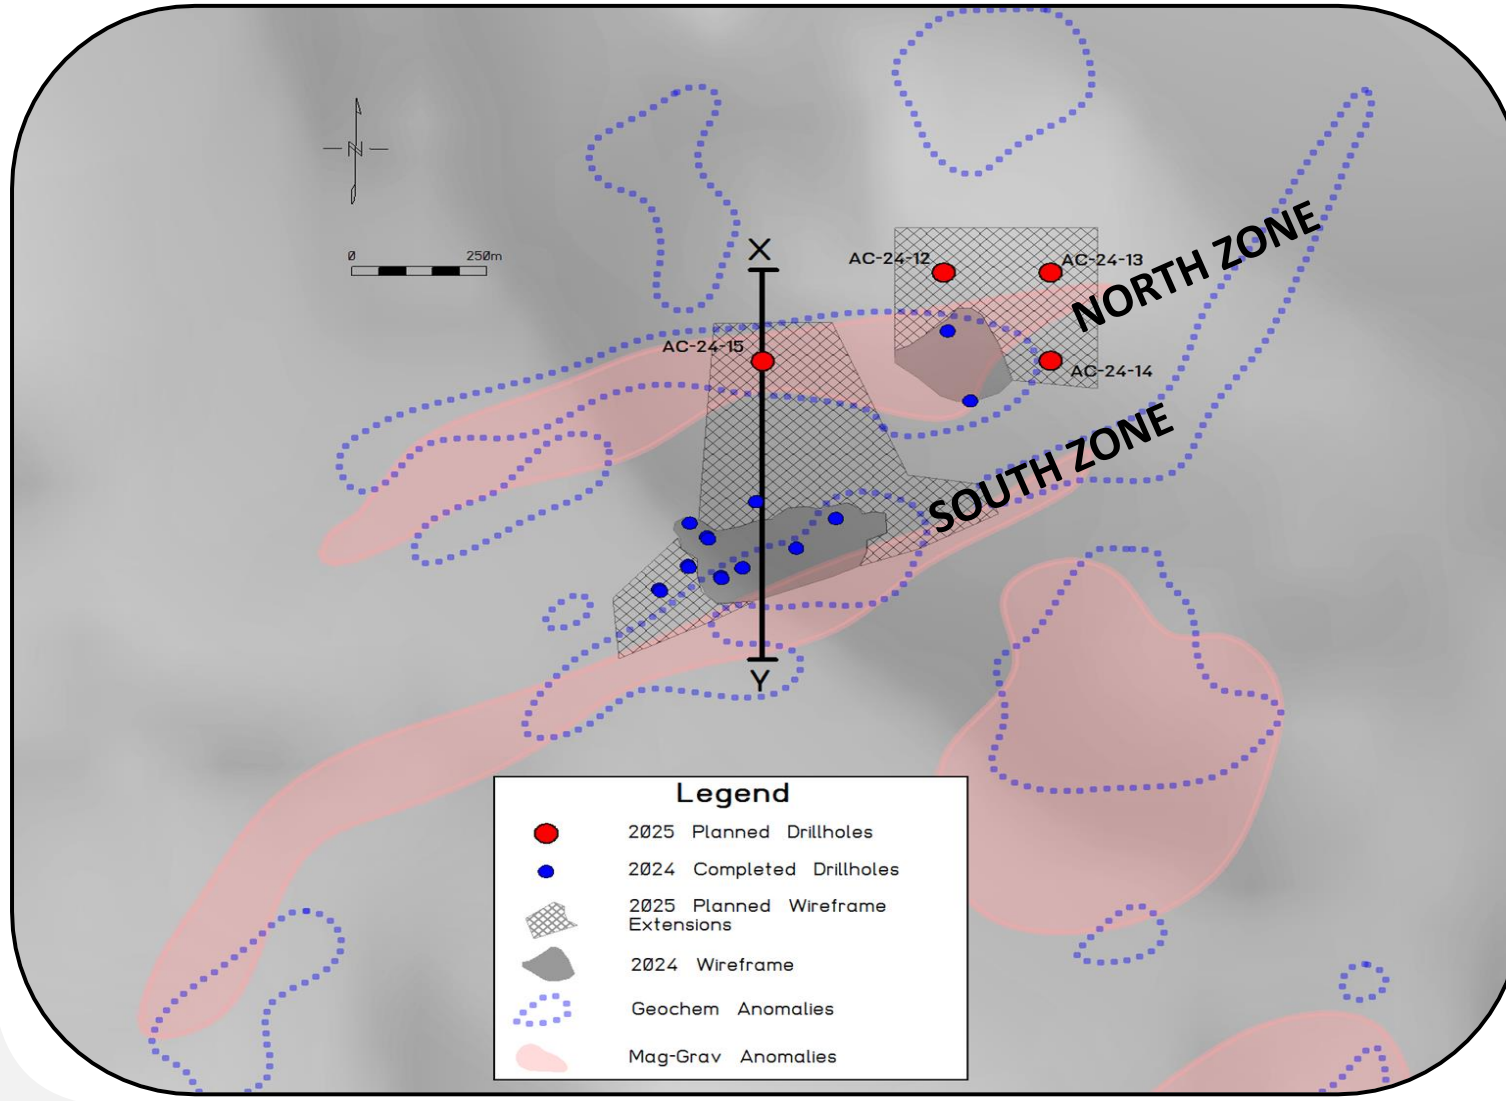 N
0 250m
X
AC-24-12
AC-24-13
NORTH ZONE
AC-24-15
AC-24-14
SOUTH ZONE
Y
Legend
2025 Planned Drillholes
2024 Completed Drillholes
2025 Planned Wireframe
Extensions
2024 Wireframe
Geochem Anomalies
Mag-Grav Anomalies